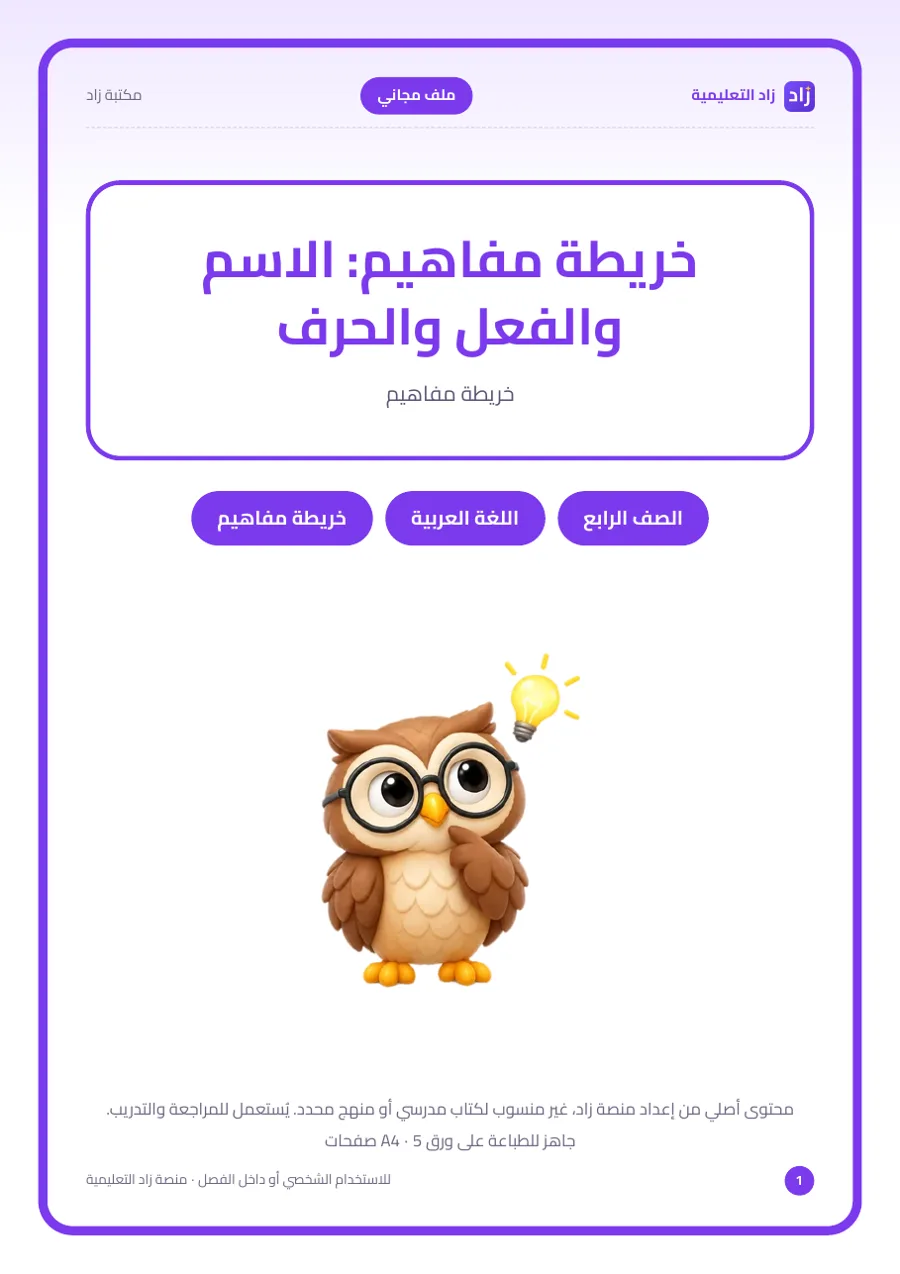 زاد
زاد التعليمية
ملف مجاني
مكتبة زاد
خريطة مفاهيم: الاسم
والفعل والحرف
خريطة مفاهيم
الصف الرابع
اللغة العربية
خريطة مفاهيم
محتوى أصلي من إعداد منصة زاد، غير منسوب لكتاب مدرسي أو منهج محدد. يُستعمل للمراجعة والتدريب.
جاهز للطباعة على ورق A4 · 5 صفحات
1
للاستخدام الشخصي أو داخل الفصل · منصة زاد التعليمية